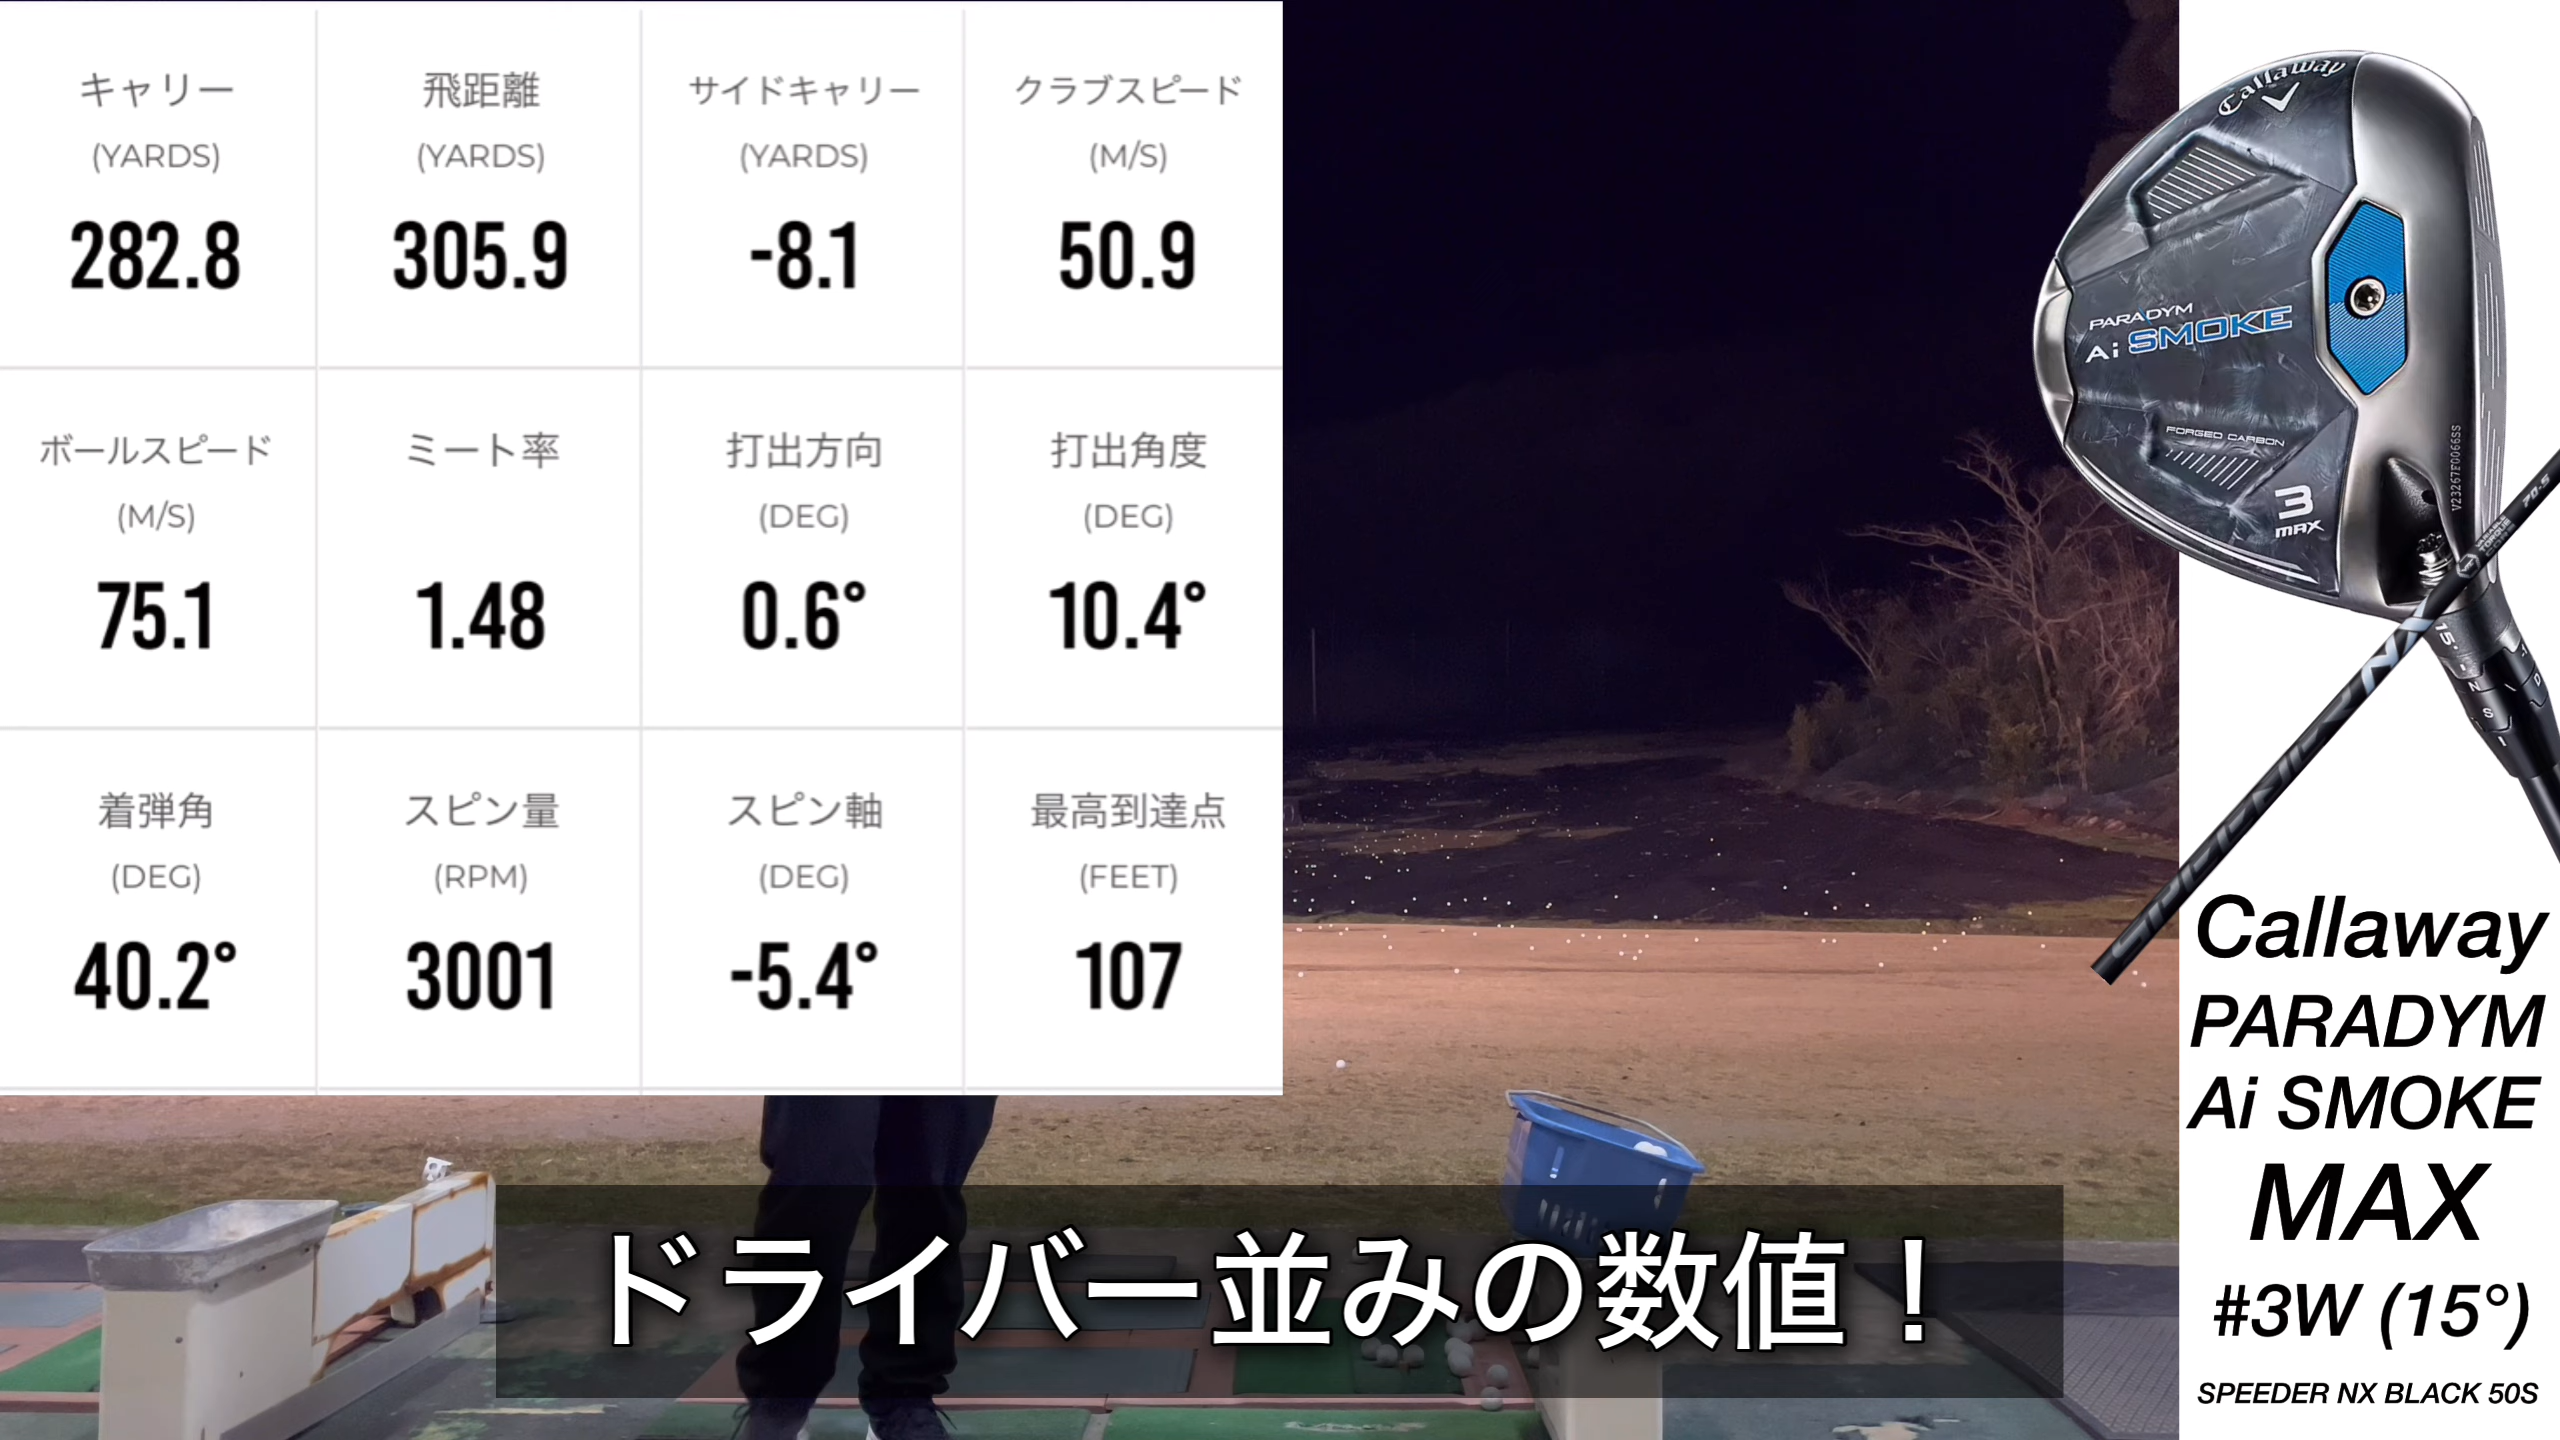 キャリー
(YARDS)
282.8
飛距離
(YARDS)
305.9
サイドキャリー
(YARDS)
-8.1
クラブスピード
(M/S)
50.9
ボールスピード
(M/S)
75.1
ミート率
1.48
打出方向
(DEG)
0.6°
打出角度
(DEG)
10.4°
着弾角
(DEG)
40.2°
スピン量
(RPM)
3001
スピン軸
(DEG)
-5.4°
最高到達点
(FEET)
107
Callaway
PARADYM
Ai SMOKE
FORGED CARBON
3
MAX
V23267F0066SS
15°
N
S
D
70-S
Callaway
PARADYM
Ai SMOKE
MAX
#3W (15°)
SPEEDER NX BLACK 50S
ドライバー並みの数値！